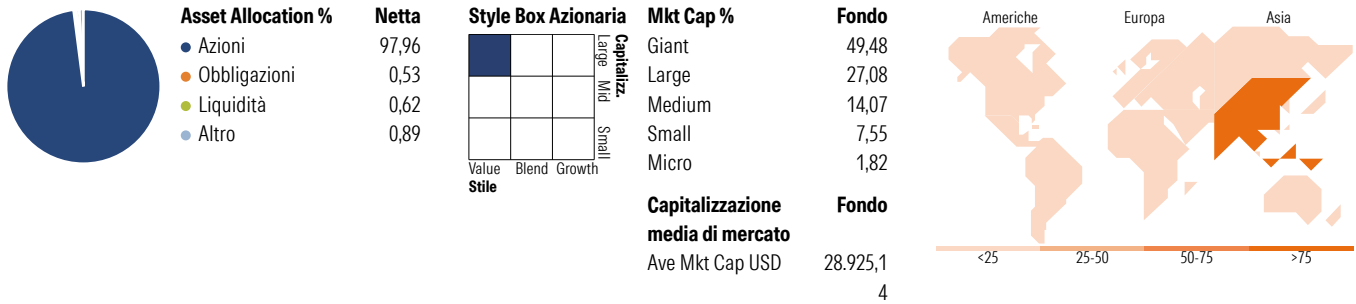 Asset Allocation % Netta
Azioni 97,96
Obbligazioni 0,53
Liquidità 0,62
Altro 0,89
Style Box Azionaria
Capitalizz.
Large Mid Small
Value Blend Growth
Stile
Mkt Cap % Fondo
Giant 49,48
Large 27,08
Medium 14,07
Small 7,55
Micro 1,82
Capitalizzazione Fondo
media di mercato
Ave Mkt Cap USD 28.925,1
4
Americhe Europa Asia
<25 25-50 50-75 >75